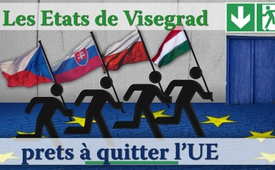 Les Etats de Visegrad
prets à quitter l'UE